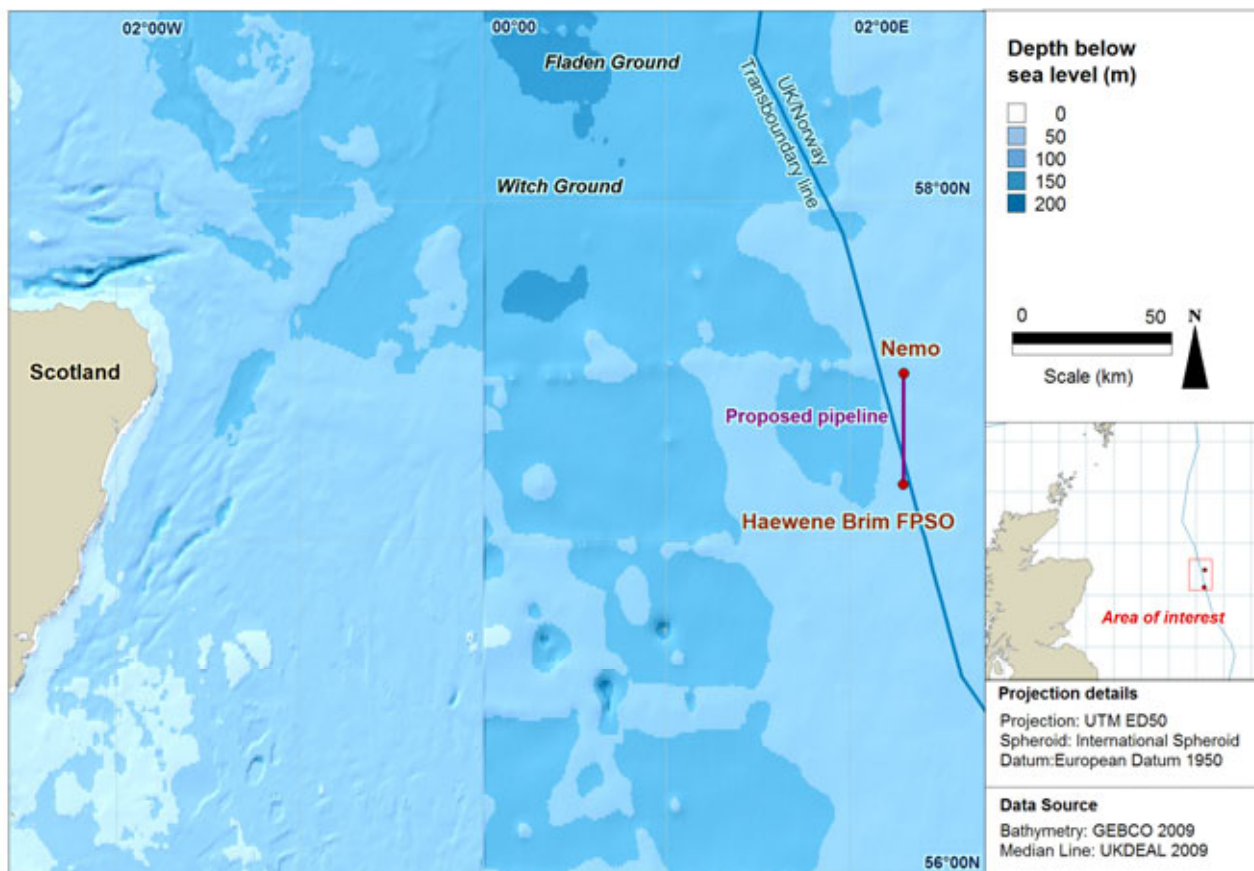 02°00W
00°00
02°00E
Fladen Ground
UK/Norway
Transboundary line
Witch Ground
58°00N
Scotland
Nemo
Proposed pipeline
Haewene Brim FPSO
56°00N
Depth below
sea level (m)
0
50
100
150
200
0 50
N
Scale (km)
Area of interest
Projection details
Projection: UTM ED50
Spheroid: International Spheroid
Datum:European Datum 1950
Data Source
Bathymetry: GEBCO 2009
Median Line: UKDEAL 2009